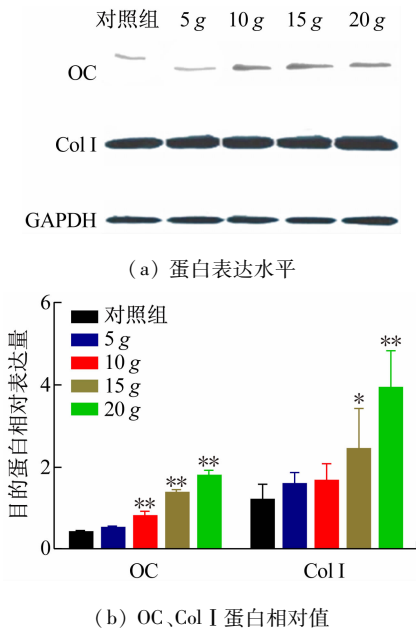 对照组 5 g 10 g 15 g 20 g
OC
Col I
GAPDH
(a) 蛋白表达水平
6
4
2
0
目的蛋白相对表达量
对照组
5 g
10 g
15 g
20 g
** ** ** * **
OC Col I
(b) OC、Col I 蛋白相对值